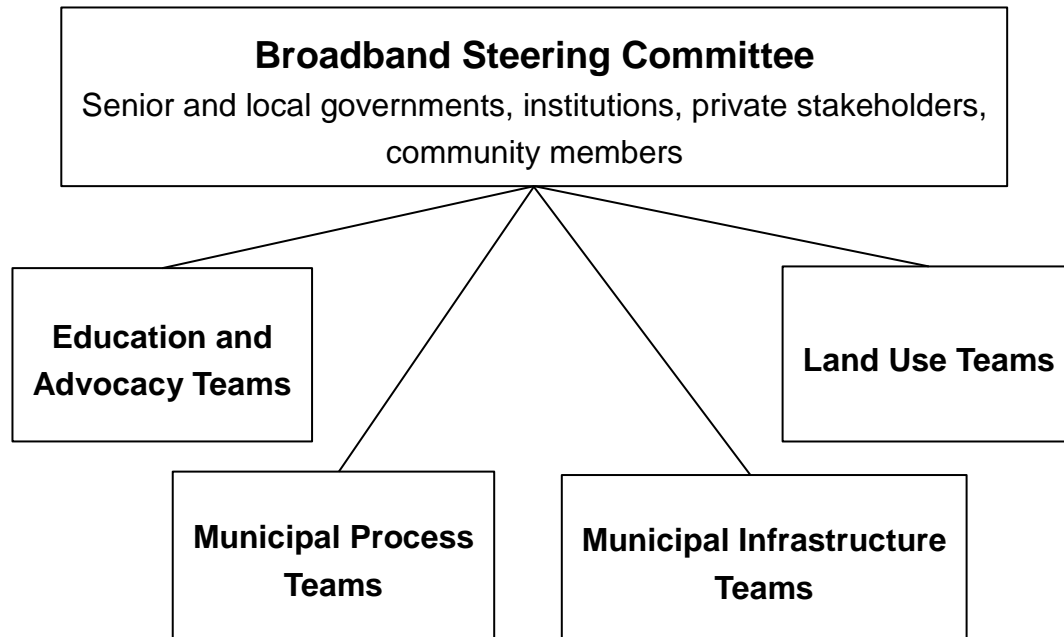 Broadband Steering Committee
Senior and local governments, institutions, private stakeholders,
community members
Education and
Advocacy Teams
Land Use Teams
Municipal Process
Teams
Municipal Infrastructure
Teams